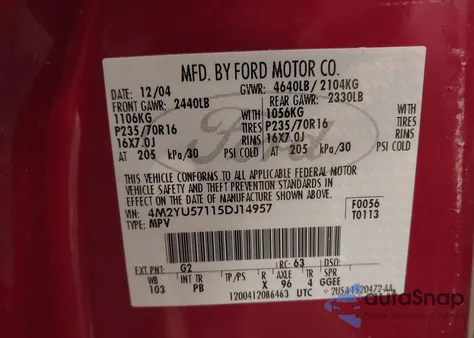 MFD. BY FORD MOTOR CO.
DATE: 12/04 GVWR: 4640LB/ 2104KG
FRONT GAWR: 2440LB REAR GAWR: 2330LB
1106KG WITH 1056KG WITH
P235/70R16 TIRES P235/70R16 TIRES
16X7.0J RIMS 16X7.0J RIMS
AT 205 kPa/30 PSI COLD AT 205 kPa/30 PSI COLD
Ford
THIS VEHICLE CONFORMS TO ALL APPLICABLE FEDERAL MOTOR
VEHICLE SAFETY AND THEFT PREVENTION STANDARDS IN
EFFECT ON THE DATE OF MANUFACTURE SHOWN ABOVE.
VIN: 4M2YU57115DJ14957 F0056
TYPE: MPV T0113
EXT PNT: G2 RC: 63 DSO:
WB INT TR TP/PS R AXLE TR SPR
103 PB X 96 4 GGEE
1200412086463 UTC
autoSnap